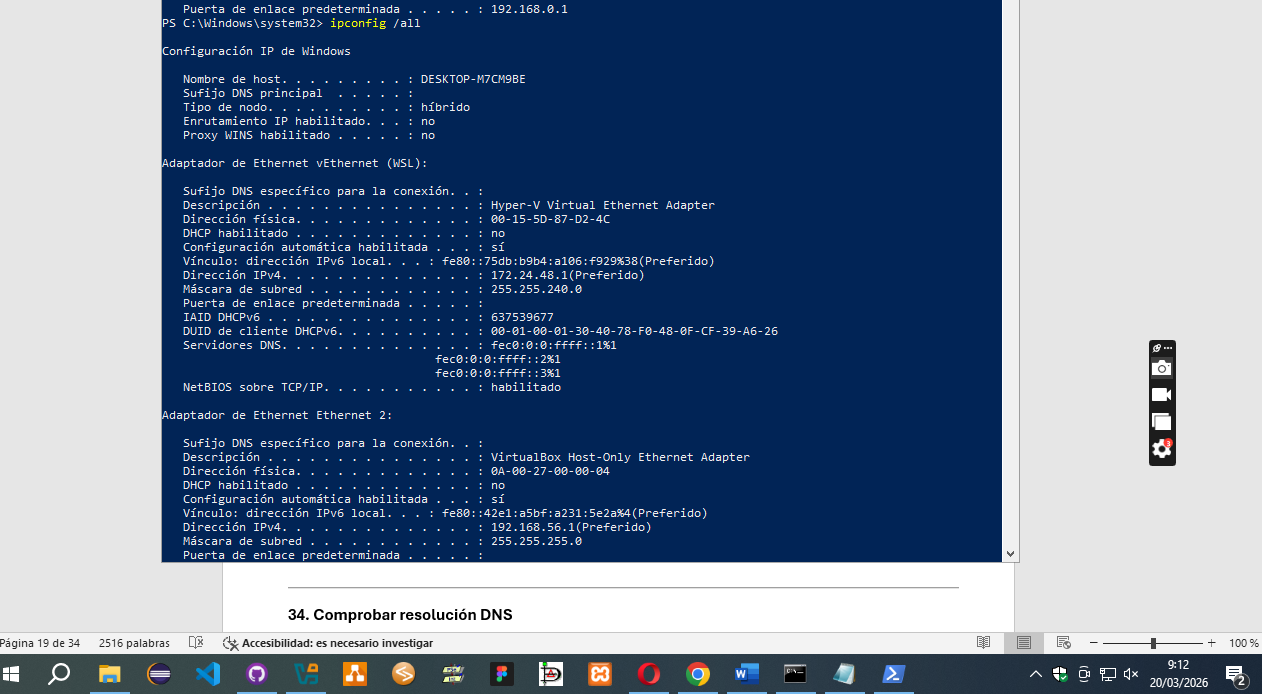 Puerta de enlace predeterminada . . . . . : 192.168.0.1
PS C:\Windows\system32> ipconfig /all
Configuración IP de Windows
Nombre de host. . . . . . . . . : DESKTOP-M7CM9BE
Sufijo DNS principal  . . . . . :
Tipo de nodo. . . . . . . . . . : híbrido
Enrutamiento IP habilitado. . . : no
Proxy WINS habilitado . . . . . : no
Adaptador de Ethernet vEthernet (WSL):
Sufijo DNS específico para la conexión. . :
Descripción . . . . . . . . . . . . . . . : Hyper-V Virtual Ethernet Adapter
Dirección física. . . . . . . . . . . . . : 00-15-5D-87-D2-4C
DHCP habilitado . . . . . . . . . . . . . : no
Configuración automática habilitada . . . : sí
Vínculo: dirección IPv6 local. . . : fe80::75db:b9b4:a106:f929%38(Preferido)
Dirección IPv4. . . . . . . . . . . . . . : 172.24.48.1(Preferido)
Máscara de subred . . . . . . . . . . . . : 255.255.240.0
Puerta de enlace predeterminada . . . . . :
IAID DHCPv6 . . . . . . . . . . . . . . . : 637539677
DUID de cliente DHCPv6. . . . . . . . . . : 00-01-00-01-30-40-78-F0-48-0F-CF-39-A6-26
Servidores DNS. . . . . . . . . . . . . . : fec0:0:0:ffff::1%1
fec0:0:0:ffff::2%1
fec0:0:0:ffff::3%1
NetBIOS sobre TCP/IP. . . . . . . . . . . : habilitado
Adaptador de Ethernet Ethernet 2:
Sufijo DNS específico para la conexión. . :
Descripción . . . . . . . . . . . . . . . : VirtualBox Host-Only Ethernet Adapter
Dirección física. . . . . . . . . . . . . : 0A-00-27-00-00-04
DHCP habilitado . . . . . . . . . . . . . : no
Configuración automática habilitada . . . : sí
Vínculo: dirección IPv6 local. . . : fe80::42e1:a5bf:a231:5e2a%4(Preferido)
Dirección IPv4. . . . . . . . . . . . . . : 192.168.56.1(Preferido)
Máscara de subred . . . . . . . . . . . . : 255.255.255.0
Puerta de enlace predeterminada . . . . . :
34. Comprobar resolución DNS
Página 19 de 34 2516 palabras Accesibilidad: es necesario investigar 100 %
9:12
20/03/2026
2
3